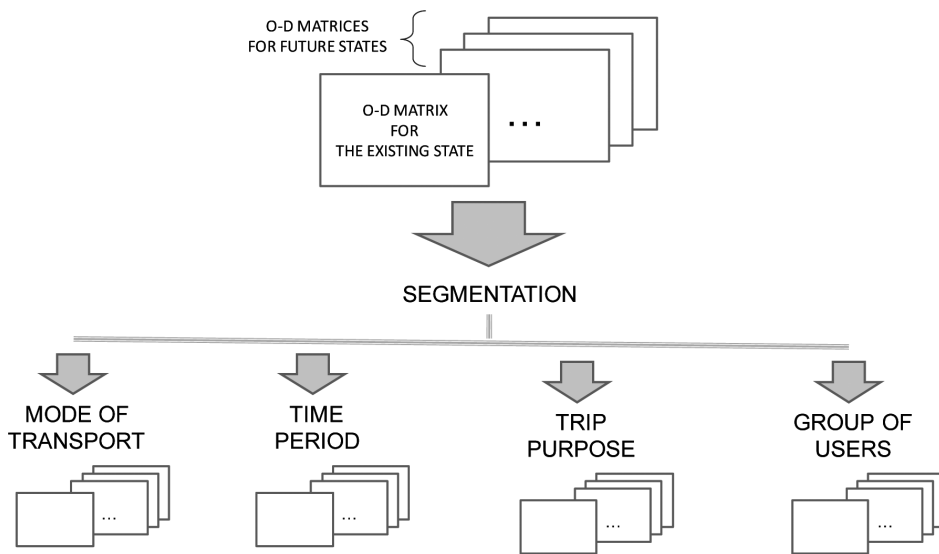 O-D MATRICES
FOR FUTURE STATES
O-D MATRIX
FOR
THE EXISTING STATE
...
SEGMENTATION
MODE OF
TRANSPORT
TIME
PERIOD
TRIP
PURPOSE
GROUP OF
USERS
...
...
...
...